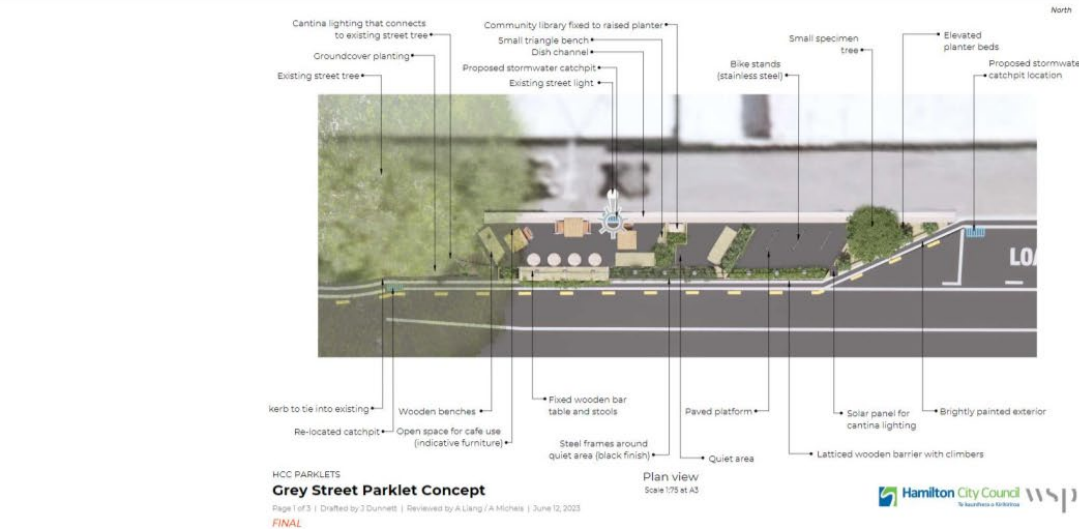 North
Cantina lighting that connects
to existing street tree
Groundcover planting
Existing street tree
Community library fixed to raised planter
Small triangle bench
Dish channel
Proposed stormwater catchpit
Existing street light
Bike stands
(stainless steel)
Small specimen
tree
Elevated
planter beds
Proposed stormwate
catchpit location
LOA
kerb to tie into existing
Re-located catchpit
Wooden benches
Open space for cafe use
(indicative furniture)
Fixed wooden bar
table and stools
Steel frames around
quiet area (black finish)
Quiet area
Paved platform
Solar panel for
cantina lighting
Latticed wooden barrier with climbers
Brightly painted exterior
HCC PARKLETS
Grey Street Parklet Concept
Page 1 of 3 | Drafted by J Dunnett | Reviewed by A Liang / A Michels | June 12, 2023
FINAL
Plan view
Scale 1:75 at A3
Hamilton City Council
Te kaunihera o Kirikiriroa
wsp